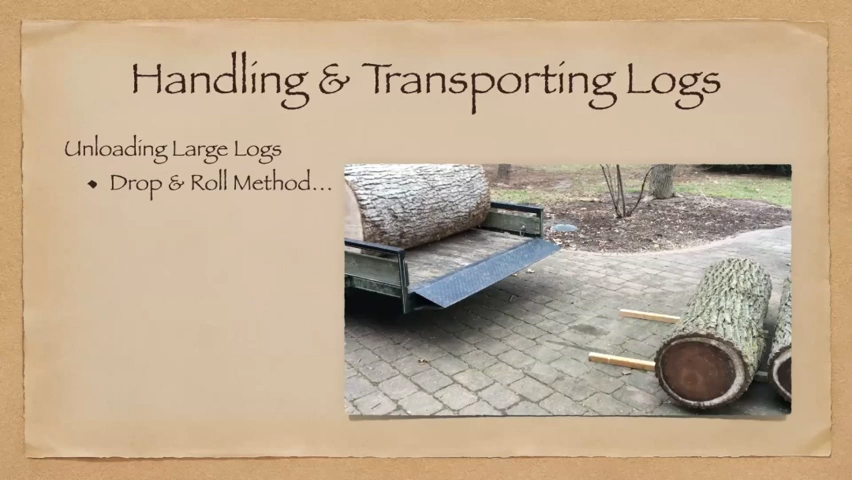 Handling & Transporting Logs
Unloading Large Logs
Drop & Roll Method...